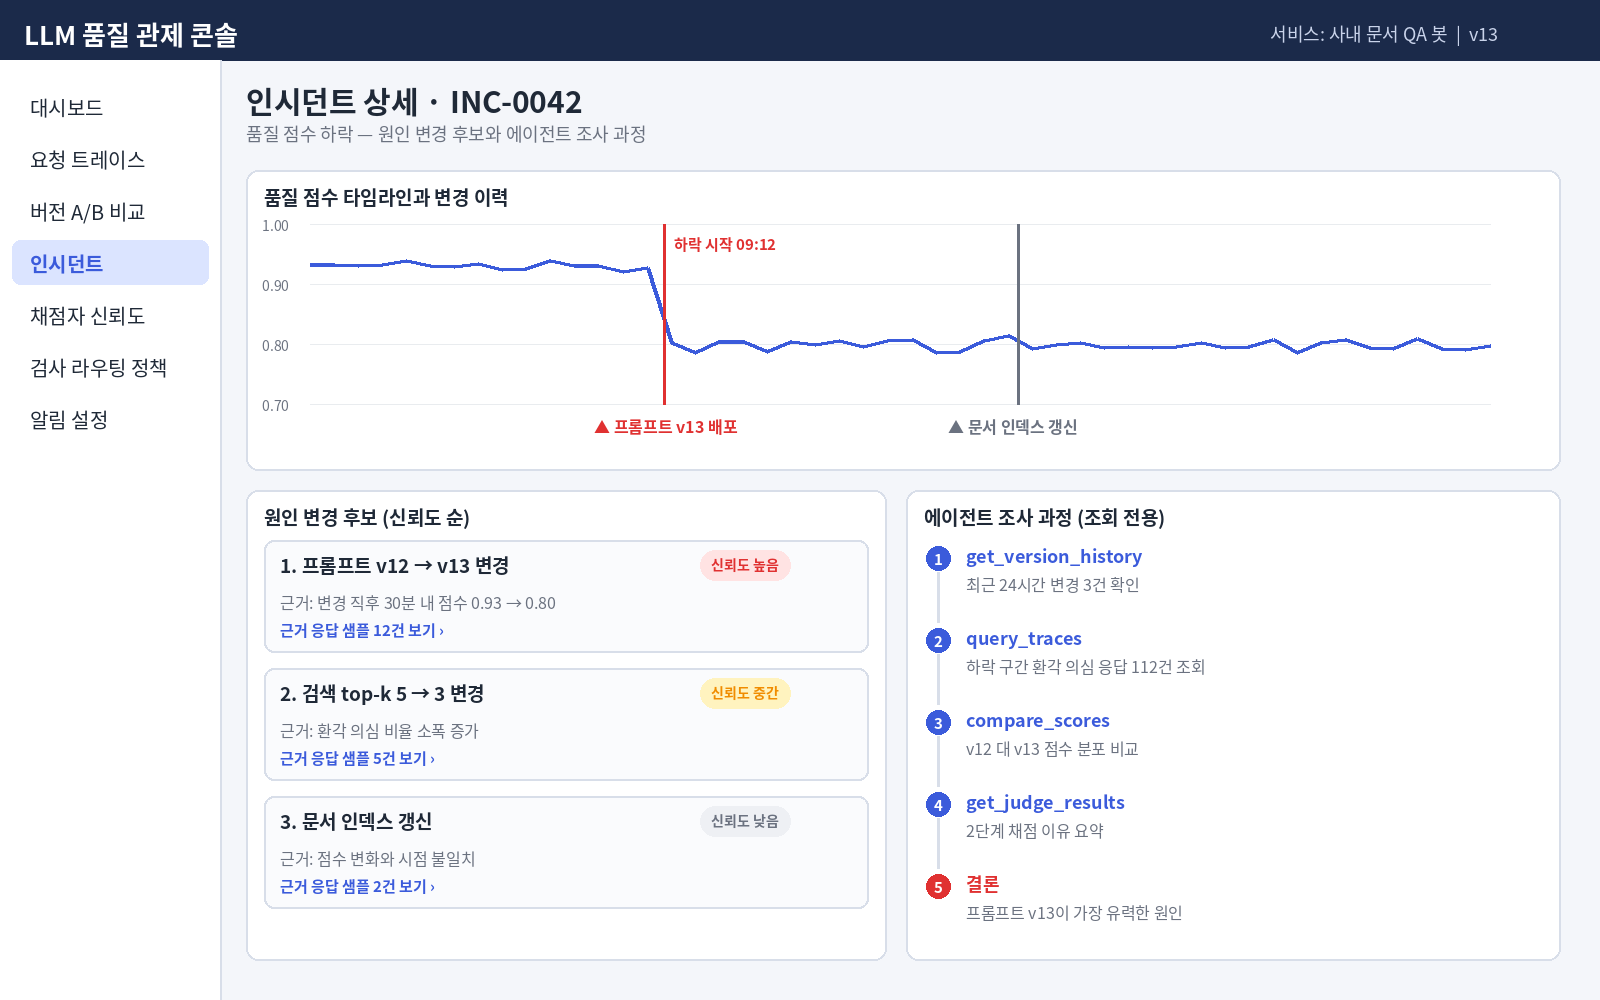 LLM 품질 관제 콘솔
서비스: 사내 문서 QA 봇 | v13
대시보드
요청 트레이스
버전 A/B 비교
인시던트
채점자 신뢰도
검사 라우팅 정책
알림 설정
인시던트 상세 · INC-0042
품질 점수 하락 — 원인 변경 후보와 에이전트 조사 과정
품질 점수 타임라인과 변경 이력
1.00
0.90
0.80
0.70
하락 시작 09:12
▲ 프롬프트 v13 배포
▲ 문서 인덱스 갱신
원인 변경 후보 (신뢰도 순)
1. 프롬프트 v12 → v13 변경
신뢰도 높음
근거: 변경 직후 30분 내 점수 0.93 → 0.80
근거 응답 샘플 12건 보기 ›
2. 검색 top-k 5 → 3 변경
신뢰도 중간
근거: 환각 의심 비율 소폭 증가
근거 응답 샘플 5건 보기 ›
3. 문서 인덱스 갱신
신뢰도 낮음
근거: 점수 변화와 시점 불일치
근거 응답 샘플 2건 보기 ›
에이전트 조사 과정 (조회 전용)
1 get_version_history
최근 24시간 변경 3건 확인
2 query_traces
하락 구간 환각 의심 응답 112건 조회
3 compare_scores
v12 대 v13 점수 분포 비교
4 get_judge_results
2단계 채점 이유 요약
5 결론
프롬프트 v13이 가장 유력한 원인